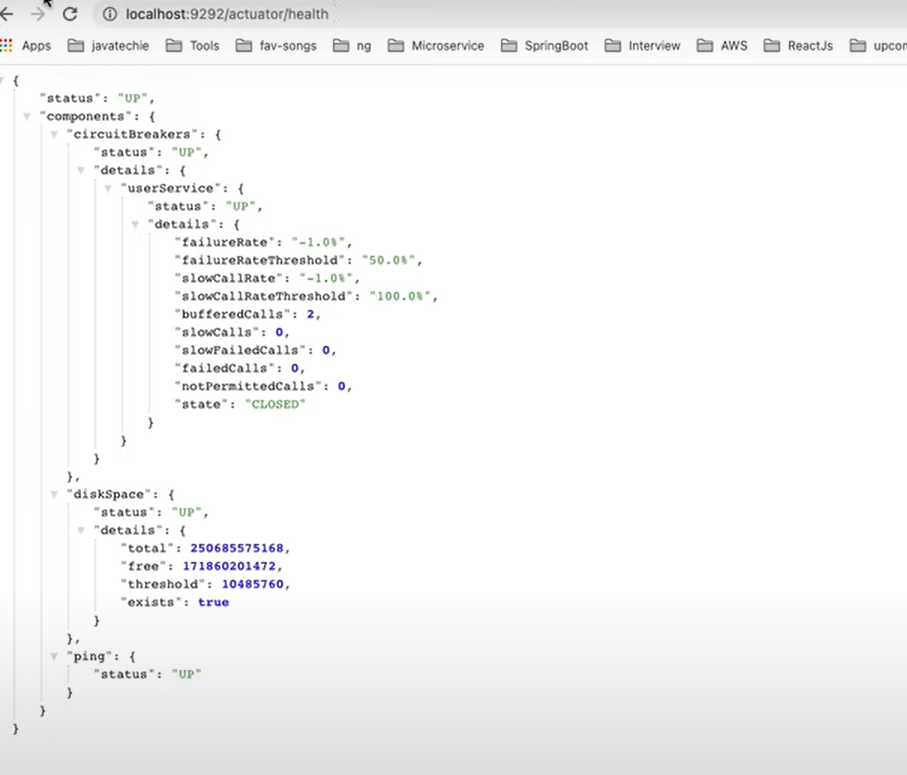 localhost:9292/actuator/health
Apps javatechie Tools fav-songs ng Microservice SpringBoot Interview AWS ReactJs
{
"status": "UP",
"components": {
"circuitBreakers": {
"status": "UP",
"details": {
"userService": {
"status": "UP",
"details": {
"failureRate": "-1.0%",
"failureRateThreshold": "50.0%",
"slowCallRate": "-1.0%",
"slowCallRateThreshold": "100.0%",
"bufferedCalls": 2,
"slowCalls": 0,
"slowFailedCalls": 0,
"failedCalls": 0,
"notPermittedCalls": 0,
"state": "CLOSED"
}
}
}
},
"diskSpace": {
"status": "UP",
"details": {
"total": 250685575168,
"free": 171860201472,
"threshold": 10485760,
"exists": true
}
},
"ping": {
"status": "UP"
}
}
}